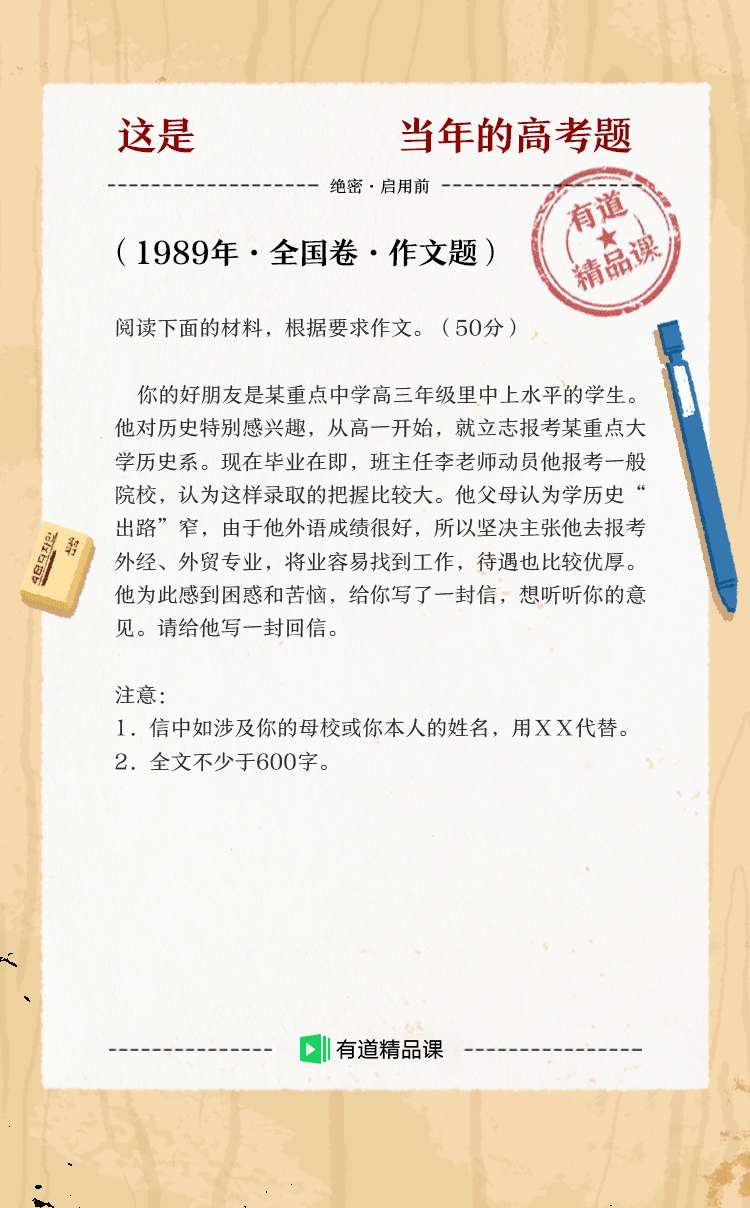 这是 当年的高考题
绝密·启用前
有道
精品课
（1989年·全国卷·作文题）
阅读下面的材料，根据要求作文。（50分）
你的好朋友是某重点中学高三年级里中上水平的学生。
他对历史特别感兴趣，从高一开始，就立志报考某重点大
学历史系。现在毕业在即，班主任李老师动员他报考一般
院校，认为这样录取的把握比较大。他父母认为学历史“
出路”窄，由于他外语成绩很好，所以坚决主张他去报考
外经、外贸专业，将业容易找到工作，待遇也比较优厚。
他为此感到困惑和苦恼，给你写了一封信，想听听你的意
见。请给他写一封回信。
注意：
1．信中如涉及你的母校或你本人的姓名，用ＸＸ代替。
2．全文不少于600字。
有道精品课